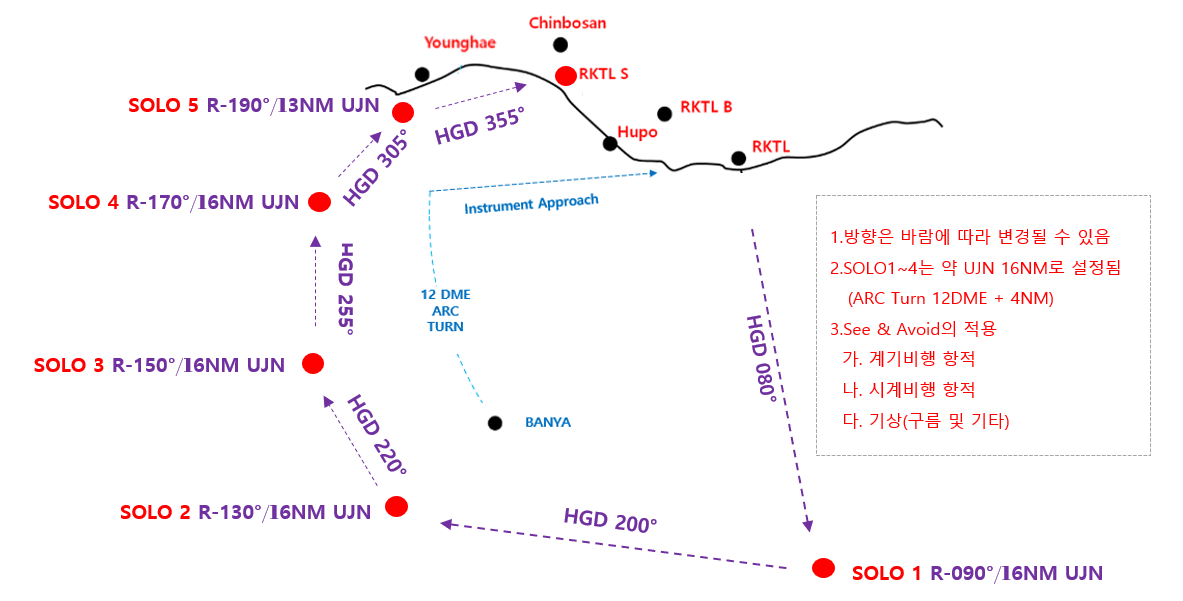 Chinbosan
Younghae
RKTL S
SOLO 5 R-190°/13NM UJN
HGD 355°
RKTL B
Hupo
RKTL
HGD 305°
SOLO 4 R-170°/16NM UJN
Instrument Approach
HGD 255°
12 DME
ARC
TURN
1.방향은 바람에 따라 변경될 수 있음
2.SOLO1~4는 약 UJN 16NM로 설정됨
(ARC Turn 12DME + 4NM)
3.See & Avoid의 적용
가. 계기비행 항적
나. 시계비행 항적
다. 기상(구름 및 기타)
HGD 080°
SOLO 3 R-150°/16NM UJN
HGD 220°
BANYA
SOLO 2 R-130°/16NM UJN
HGD 200°
SOLO 1 R-090°/16NM UJN